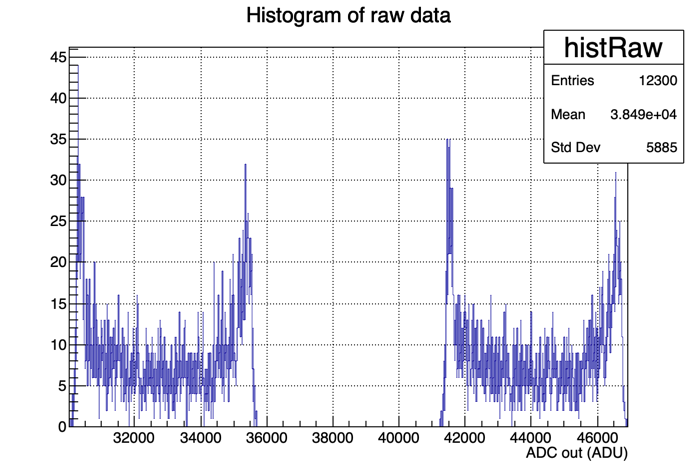 Histogram of raw data
histRaw
Entries 12300
Mean 3.849e+04
Std Dev 5885
45
40
35
30
25
20
15
10
5
0
32000 34000 36000 38000 40000 42000 44000 46000
ADC out (ADU)